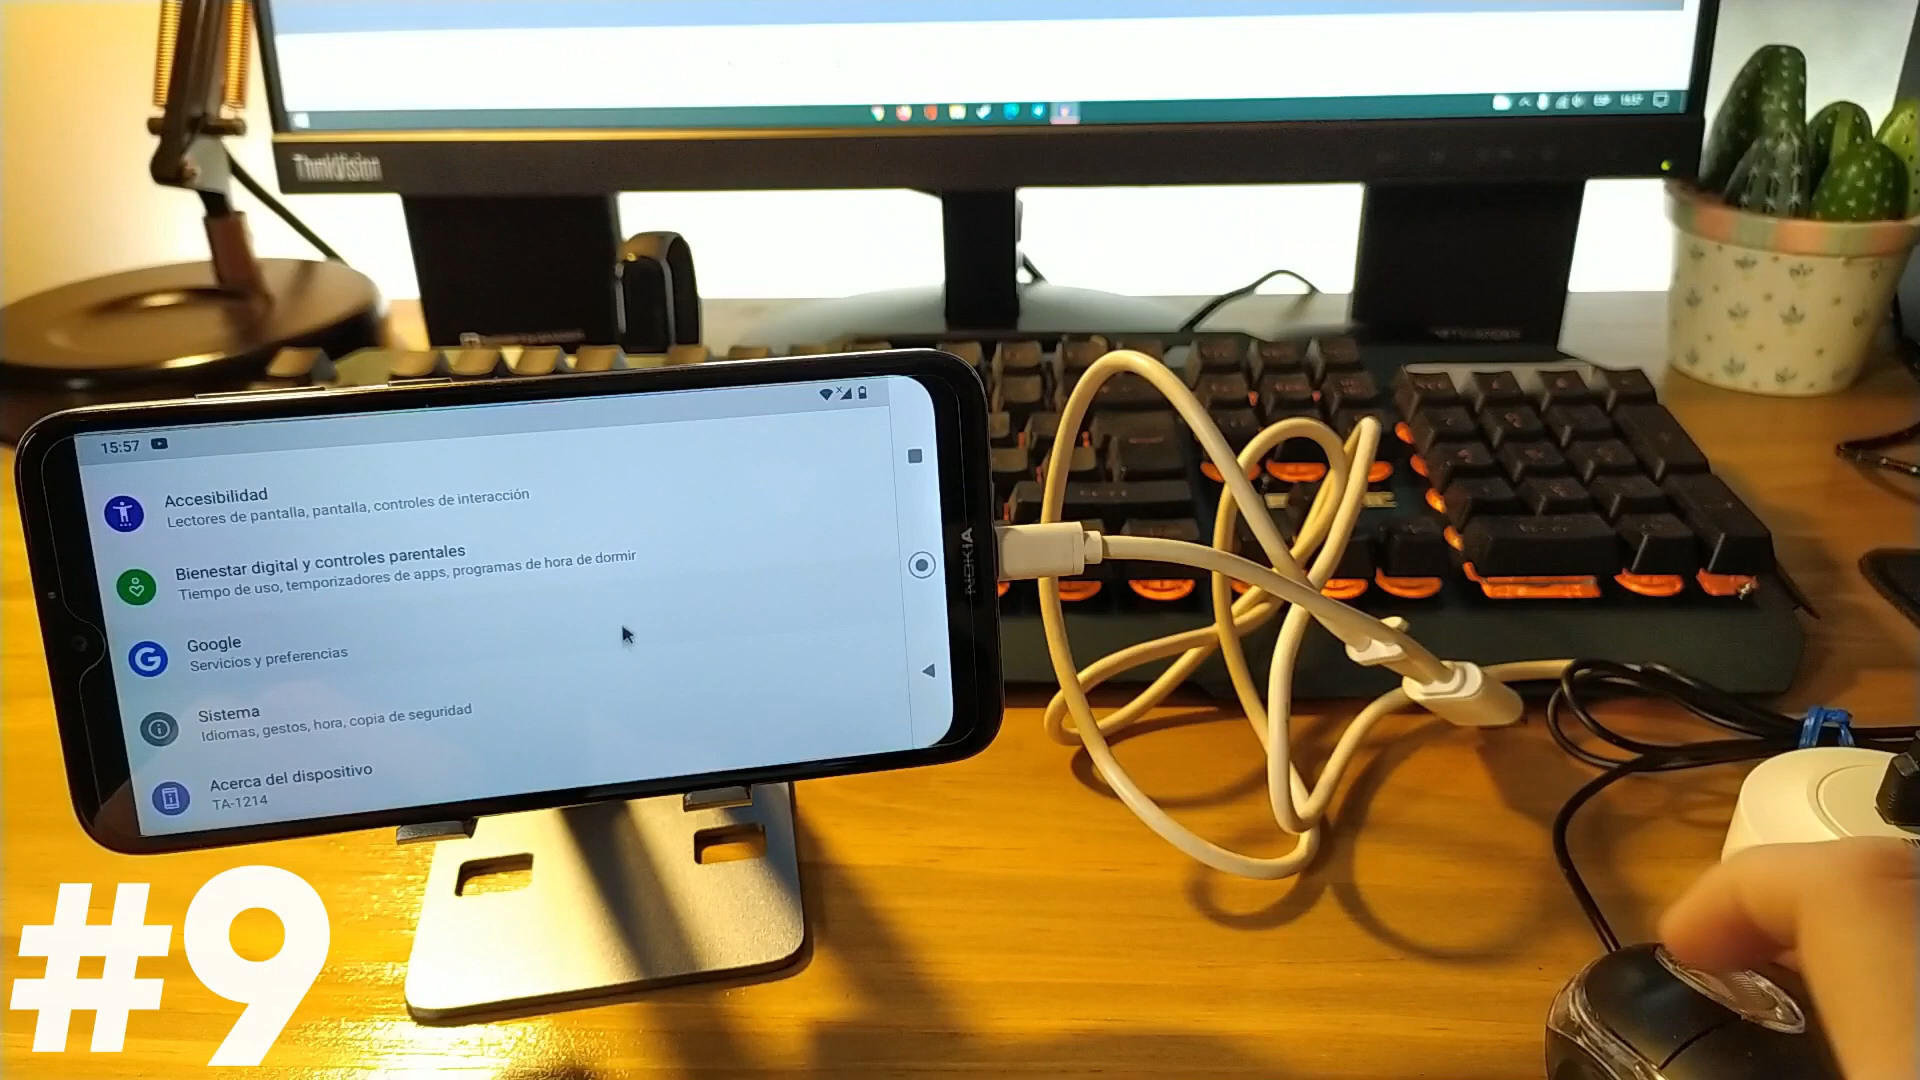 ThinkVision
15:57
Accesibilidad
Lectores de pantalla, pantalla, controles de interacción
Bienestar digital y controles parentales
Tiempo de uso, temporizadores de apps, programas de hora de dormir
Google
Servicios y preferencias
Sistema
Idiomas, gestos, hora, copia de seguridad
Acerca del dispositivo
TA-1214
NOKIA
#9